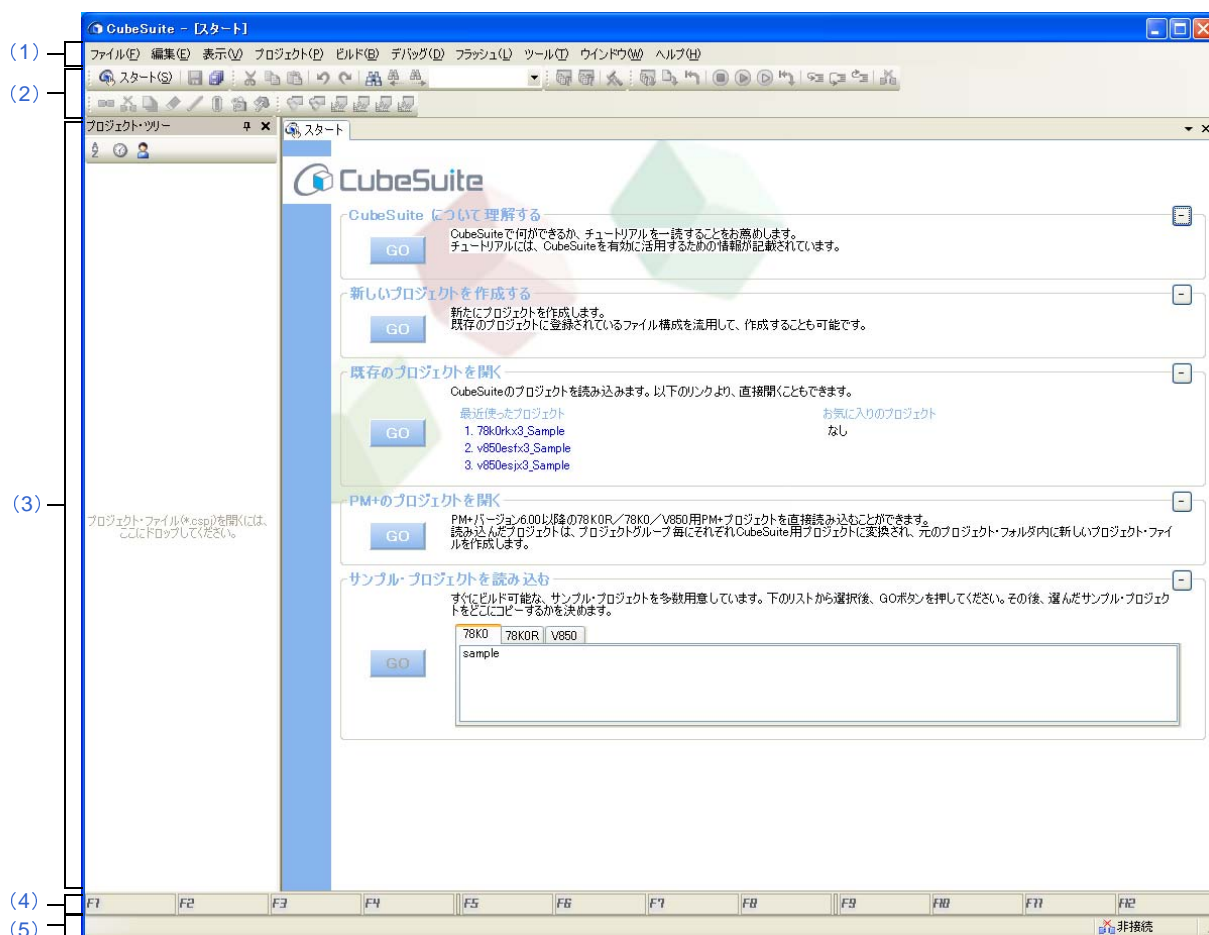 CubeSuite - [スタート]
(1)
ファイル(F) 編集(E) 表示(V) プロジェクト(P) ビルド(B) デバッグ(D) フラッシュ(L) ツール(T) ウインドウ(W) ヘルプ(H)
(2)
スタート(S)
プロジェクト・ツリー
スタート
CubeSuite
CubeSuite について理解する
GO
CubeSuiteで何ができるか、チュートリアルを一読することをお薦めします。
チュートリアルには、CubeSuiteを有効に活用するための情報が記載されています。
新しいプロジェクトを作成する
GO
新たにプロジェクトを作成します。
既存のプロジェクトに登録されているファイル構成を流用して、作成することも可能です。
既存のプロジェクトを開く
GO
CubeSuiteのプロジェクトを読み込みます。以下のリンクより、直接開くこともできます。
最近使ったプロジェクト お気に入りのプロジェクト
1. 78k0rkx3_Sample なし
2. v850esfx3_Sample
3. v850esjx3_Sample
(3)
プロジェクト・ファイル(*.cspj)を開くには、
ここにドロップしてください。
PM+のプロジェクトを開く
GO
PM+バージョン6.00以降の78K0R／78K0／V850用PM+プロジェクトを直接読み込むことができます。
読み込んだプロジェクトは、プロジェクトグループ毎にそれぞれCubeSuite用プロジェクトに変換され、元のプロジェクト・フォルダ内に新しいプロジェクト・ファイ
ルを作成します。
サンプル・プロジェクトを読み込む
GO
すぐにビルド可能な、サンプル・プロジェクトを多数用意しています。下のリストから選択後、GOボタンを押してください。その後、選んだサンプル・プロジェク
トをどこにコピーするかを決めます。
78K0 78K0R V850
sample
(4)
F1 F2 F3 F4 F5 F6 F7 F8 F9 F10 F11 F12
(5)
非接続